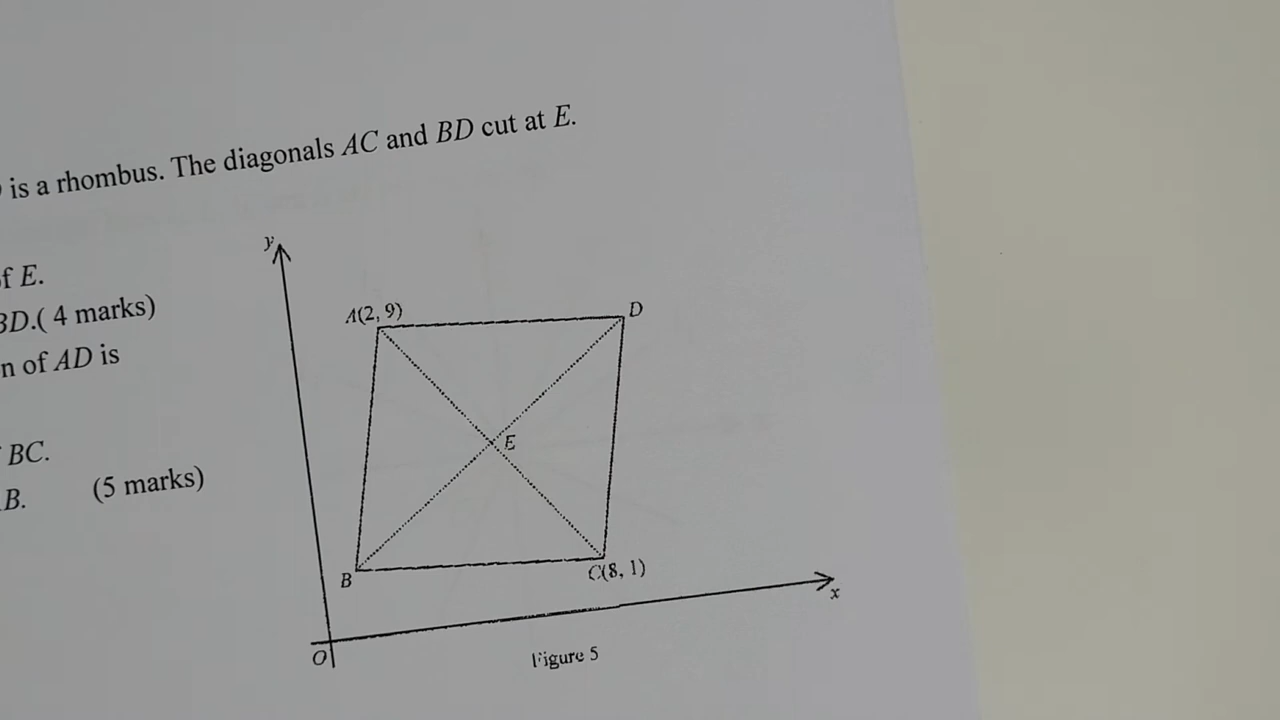 is a rhombus. The diagonals AC and BD cut at E.
f E.
BD.( 4 marks)
n of AD is
BC.
B. (5 marks)
y
A(2, 9)
D
E
B
C(8, 1)
x
O
Figure 5